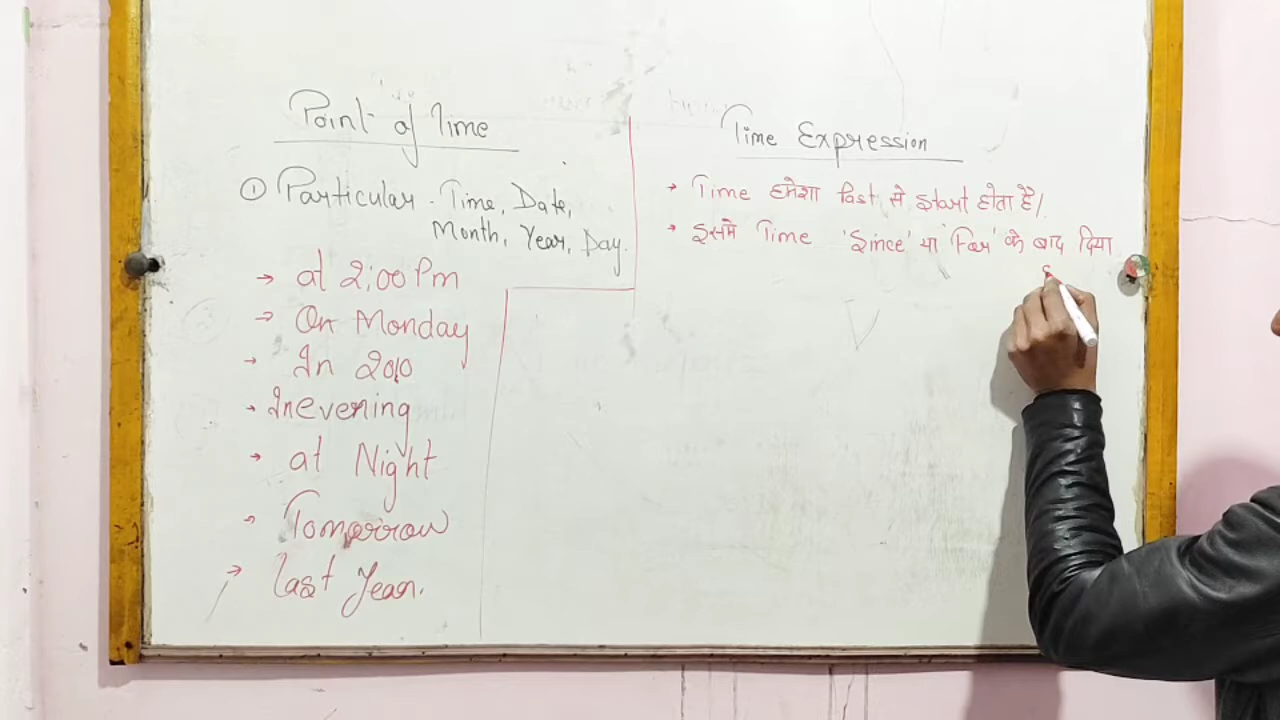 Point of Time
① Particular - Time, Date,
Month, Year, Day.
→ at 2:00 Pm
→ On Monday
→ In 2010
→ In evening
→ at Night
→ Tomorrow
→ last Year.
Time Expression
→ Time हमेशा Past से start होता है।
→ इसमे Time 'Since' या 'For' के बाद दिया